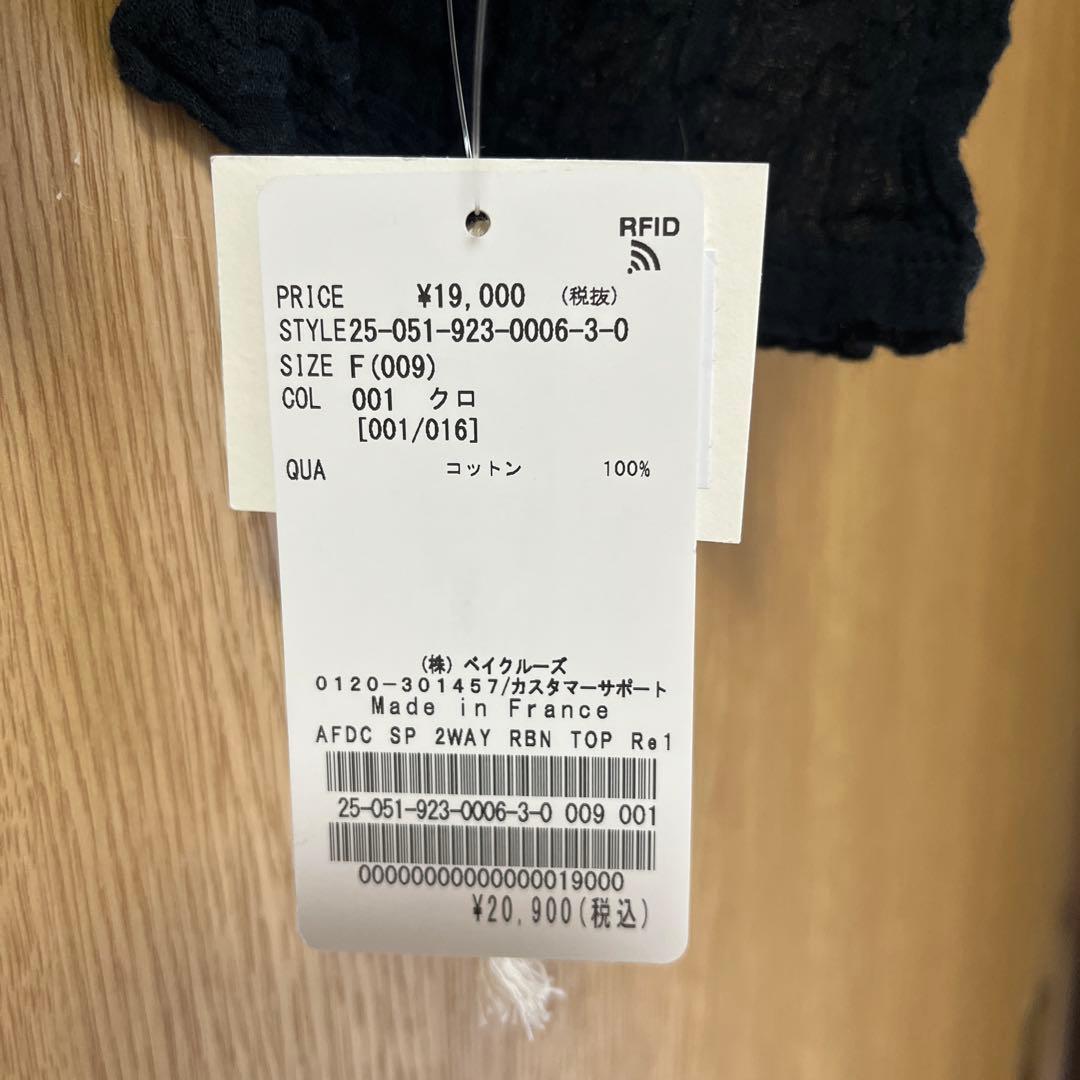 RFID
PRICE ¥19,000 (税抜)
STYLE25-051-923-0006-3-0
SIZE F(009)
COL 001 クロ
[001/016]
QUA コットン 100%
(株) ベイクルーズ
0120-301457/カスタマーサポート
Made in France
AFDC SP 2WAY RBN TOP Re1
25-051-923-0006-3-0 009 001
00000000000000019000
¥20,900(税込)